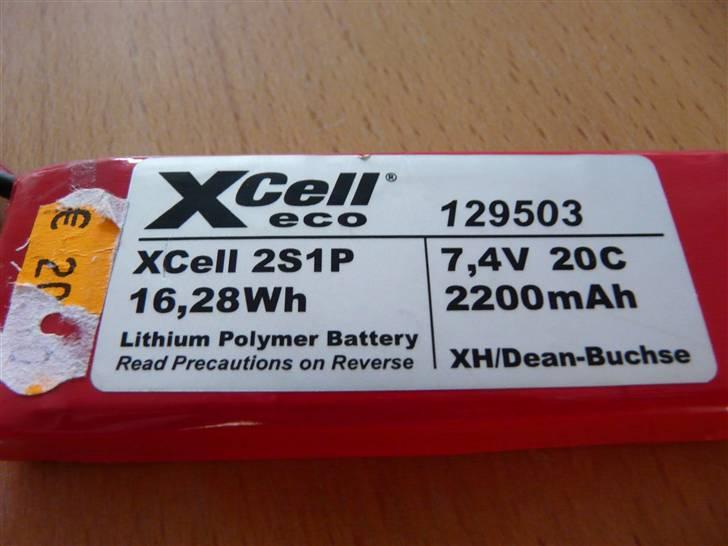 XCell®
eco
129503
XCell 2S1P
16,28Wh
7,4V 20C
2200mAh
Lithium Polymer Battery
Read Precautions on Reverse
XH/Dean-Buchse
€